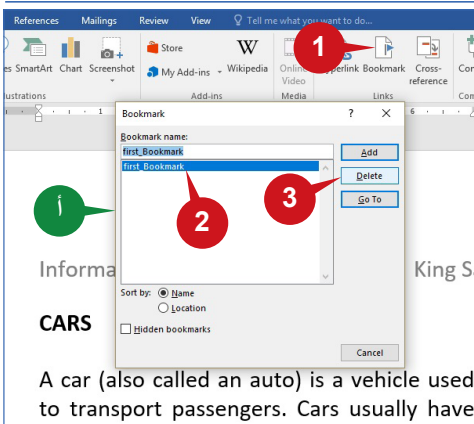 References Mailings Review View Tell me what you want to do...
1
SmartArt Chart Screenshot
Store
My Add-ins
W
Wikipedia
Online Video
Bookmark
Cross-reference
Add-ins Media Links
1 6
Bookmark ? ×
Bookmark name:
first_Bookmark Add
first_Bookmark
Delete
Go To
أ
2
3
Informa King Sa
Sort by: Name
Location
Hidden bookmarks
CARS
Cancel
A car (also called an auto) is a vehicle used
to transport passengers. Cars usually have